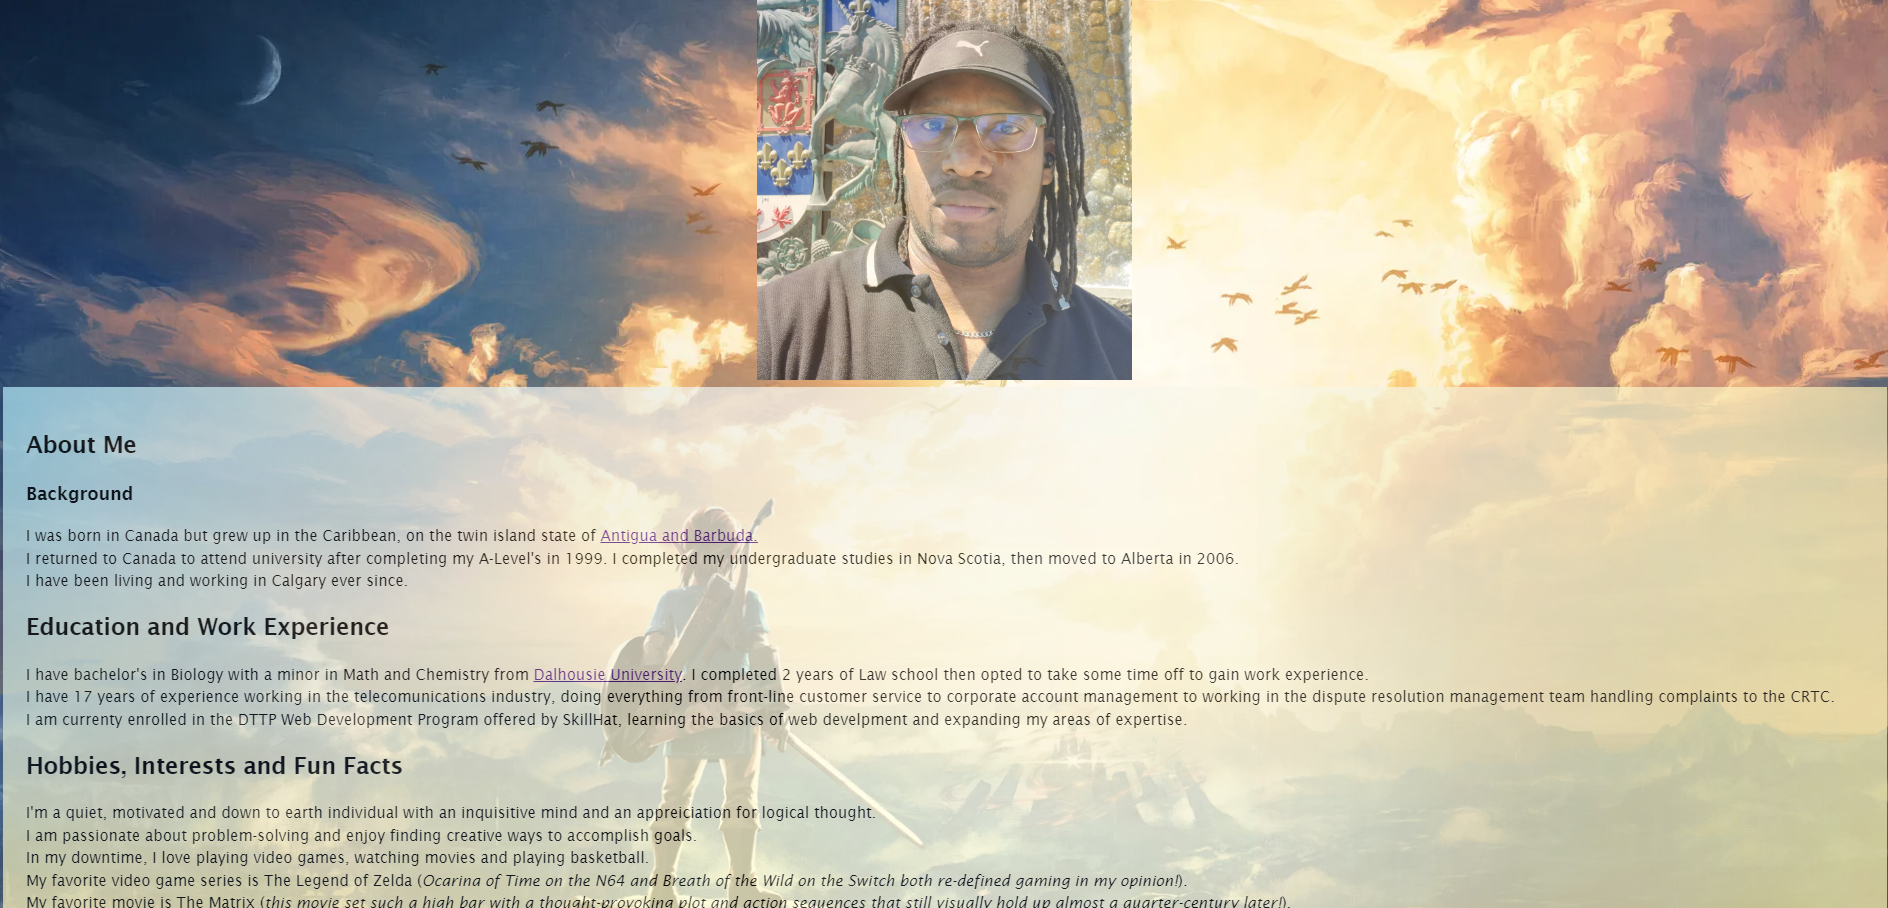 About Me
Background
I was born in Canada but grew up in the Caribbean, on the twin island state of Antigua and Barbuda.
I returned to Canada to attend university after completing my A-Level's in 1999. I completed my undergraduate studies in Nova Scotia, then moved to Alberta in 2006.
I have been living and working in Calgary ever since.
Education and Work Experience
I have bachelor's in Biology with a minor in Math and Chemistry from Dalhousie University. I completed 2 years of Law school then opted to take some time off to gain work experience.
I have 17 years of experience working in the telecomunications industry, doing everything from front-line customer service to corporate account management to working in the dispute resolution management team handling complaints to the CRTC.
I am currenty enrolled in the DTTP Web Development Program offered by SkillHat, learning the basics of web develpment and expanding my areas of expertise.
Hobbies, Interests and Fun Facts
I'm a quiet, motivated and down to earth individual with an inquisitive mind and an appreiciation for logical thought.
I am passionate about problem-solving and enjoy finding creative ways to accomplish goals.
In my downtime, I love playing video games, watching movies and playing basketball.
My favorite video game series is The Legend of Zelda (Ocarina of Time on the N64 and Breath of the Wild on the Switch both re-defined gaming in my opinion!).
My favorite movie is The Matrix (this movie set such a high bar with a thought-provoking plot and action sequences that still visually hold up almost a quarter-century later!).